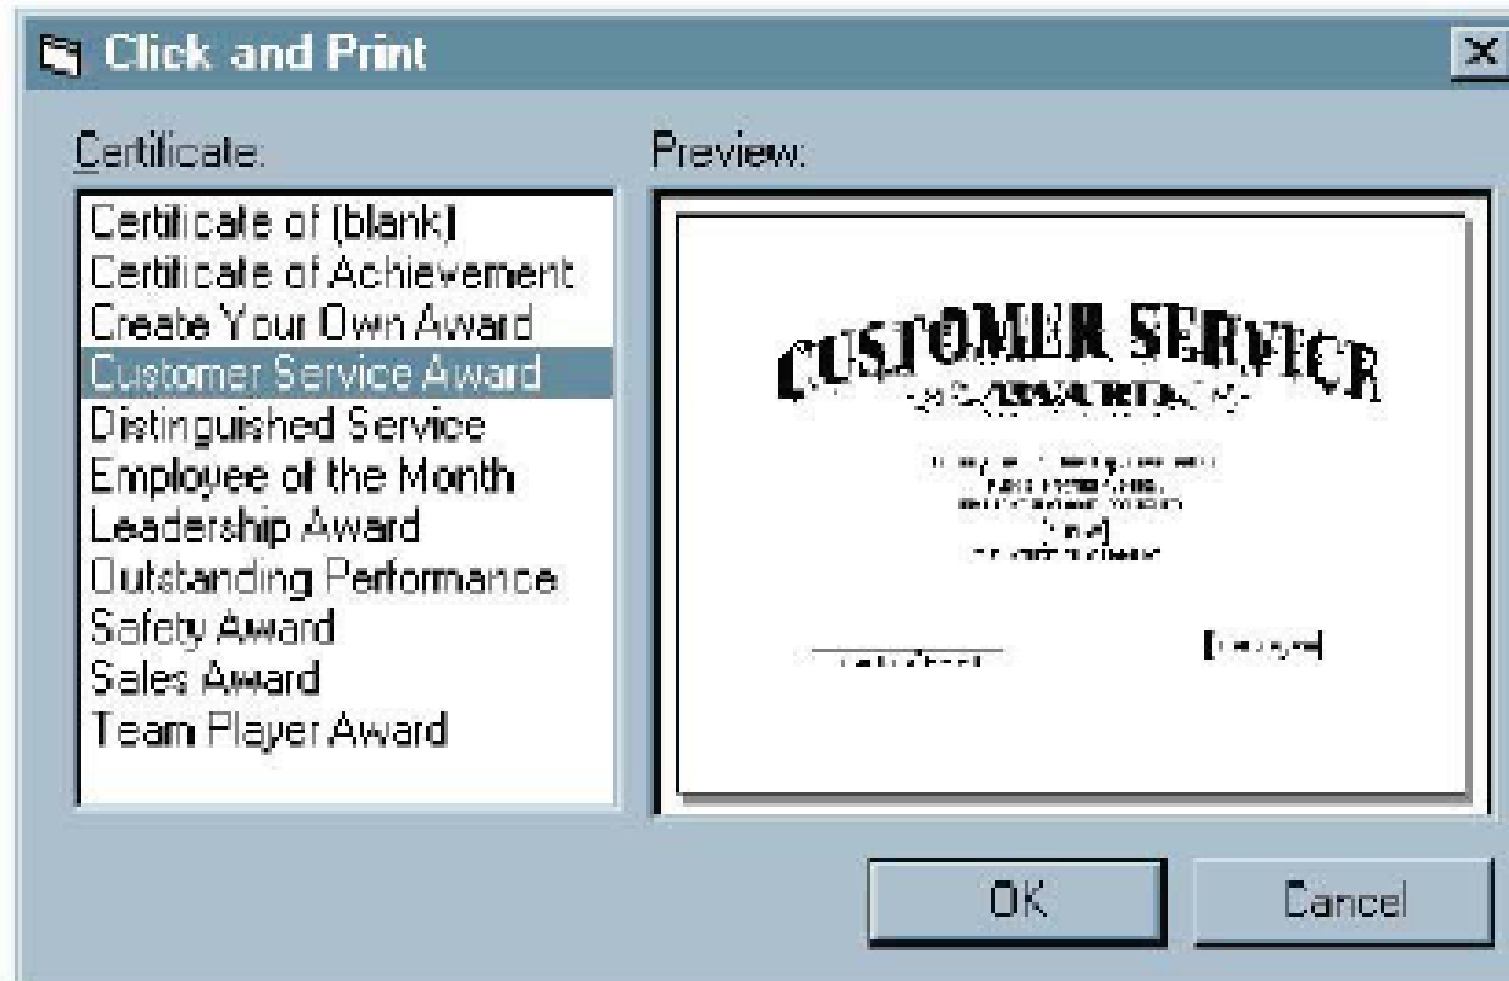 Click and Print
Certificate:
Certificate of (blank)
Certificate of Achievement
Create Your Own Award
Customer Service Award
Distinguished Service
Employee of the Month
Leadership Award
Outstanding Performance
Safety Award
Sales Award
Team Player Award
Preview:
CUSTOMER SERVICE
AWARD
OK
Cancel